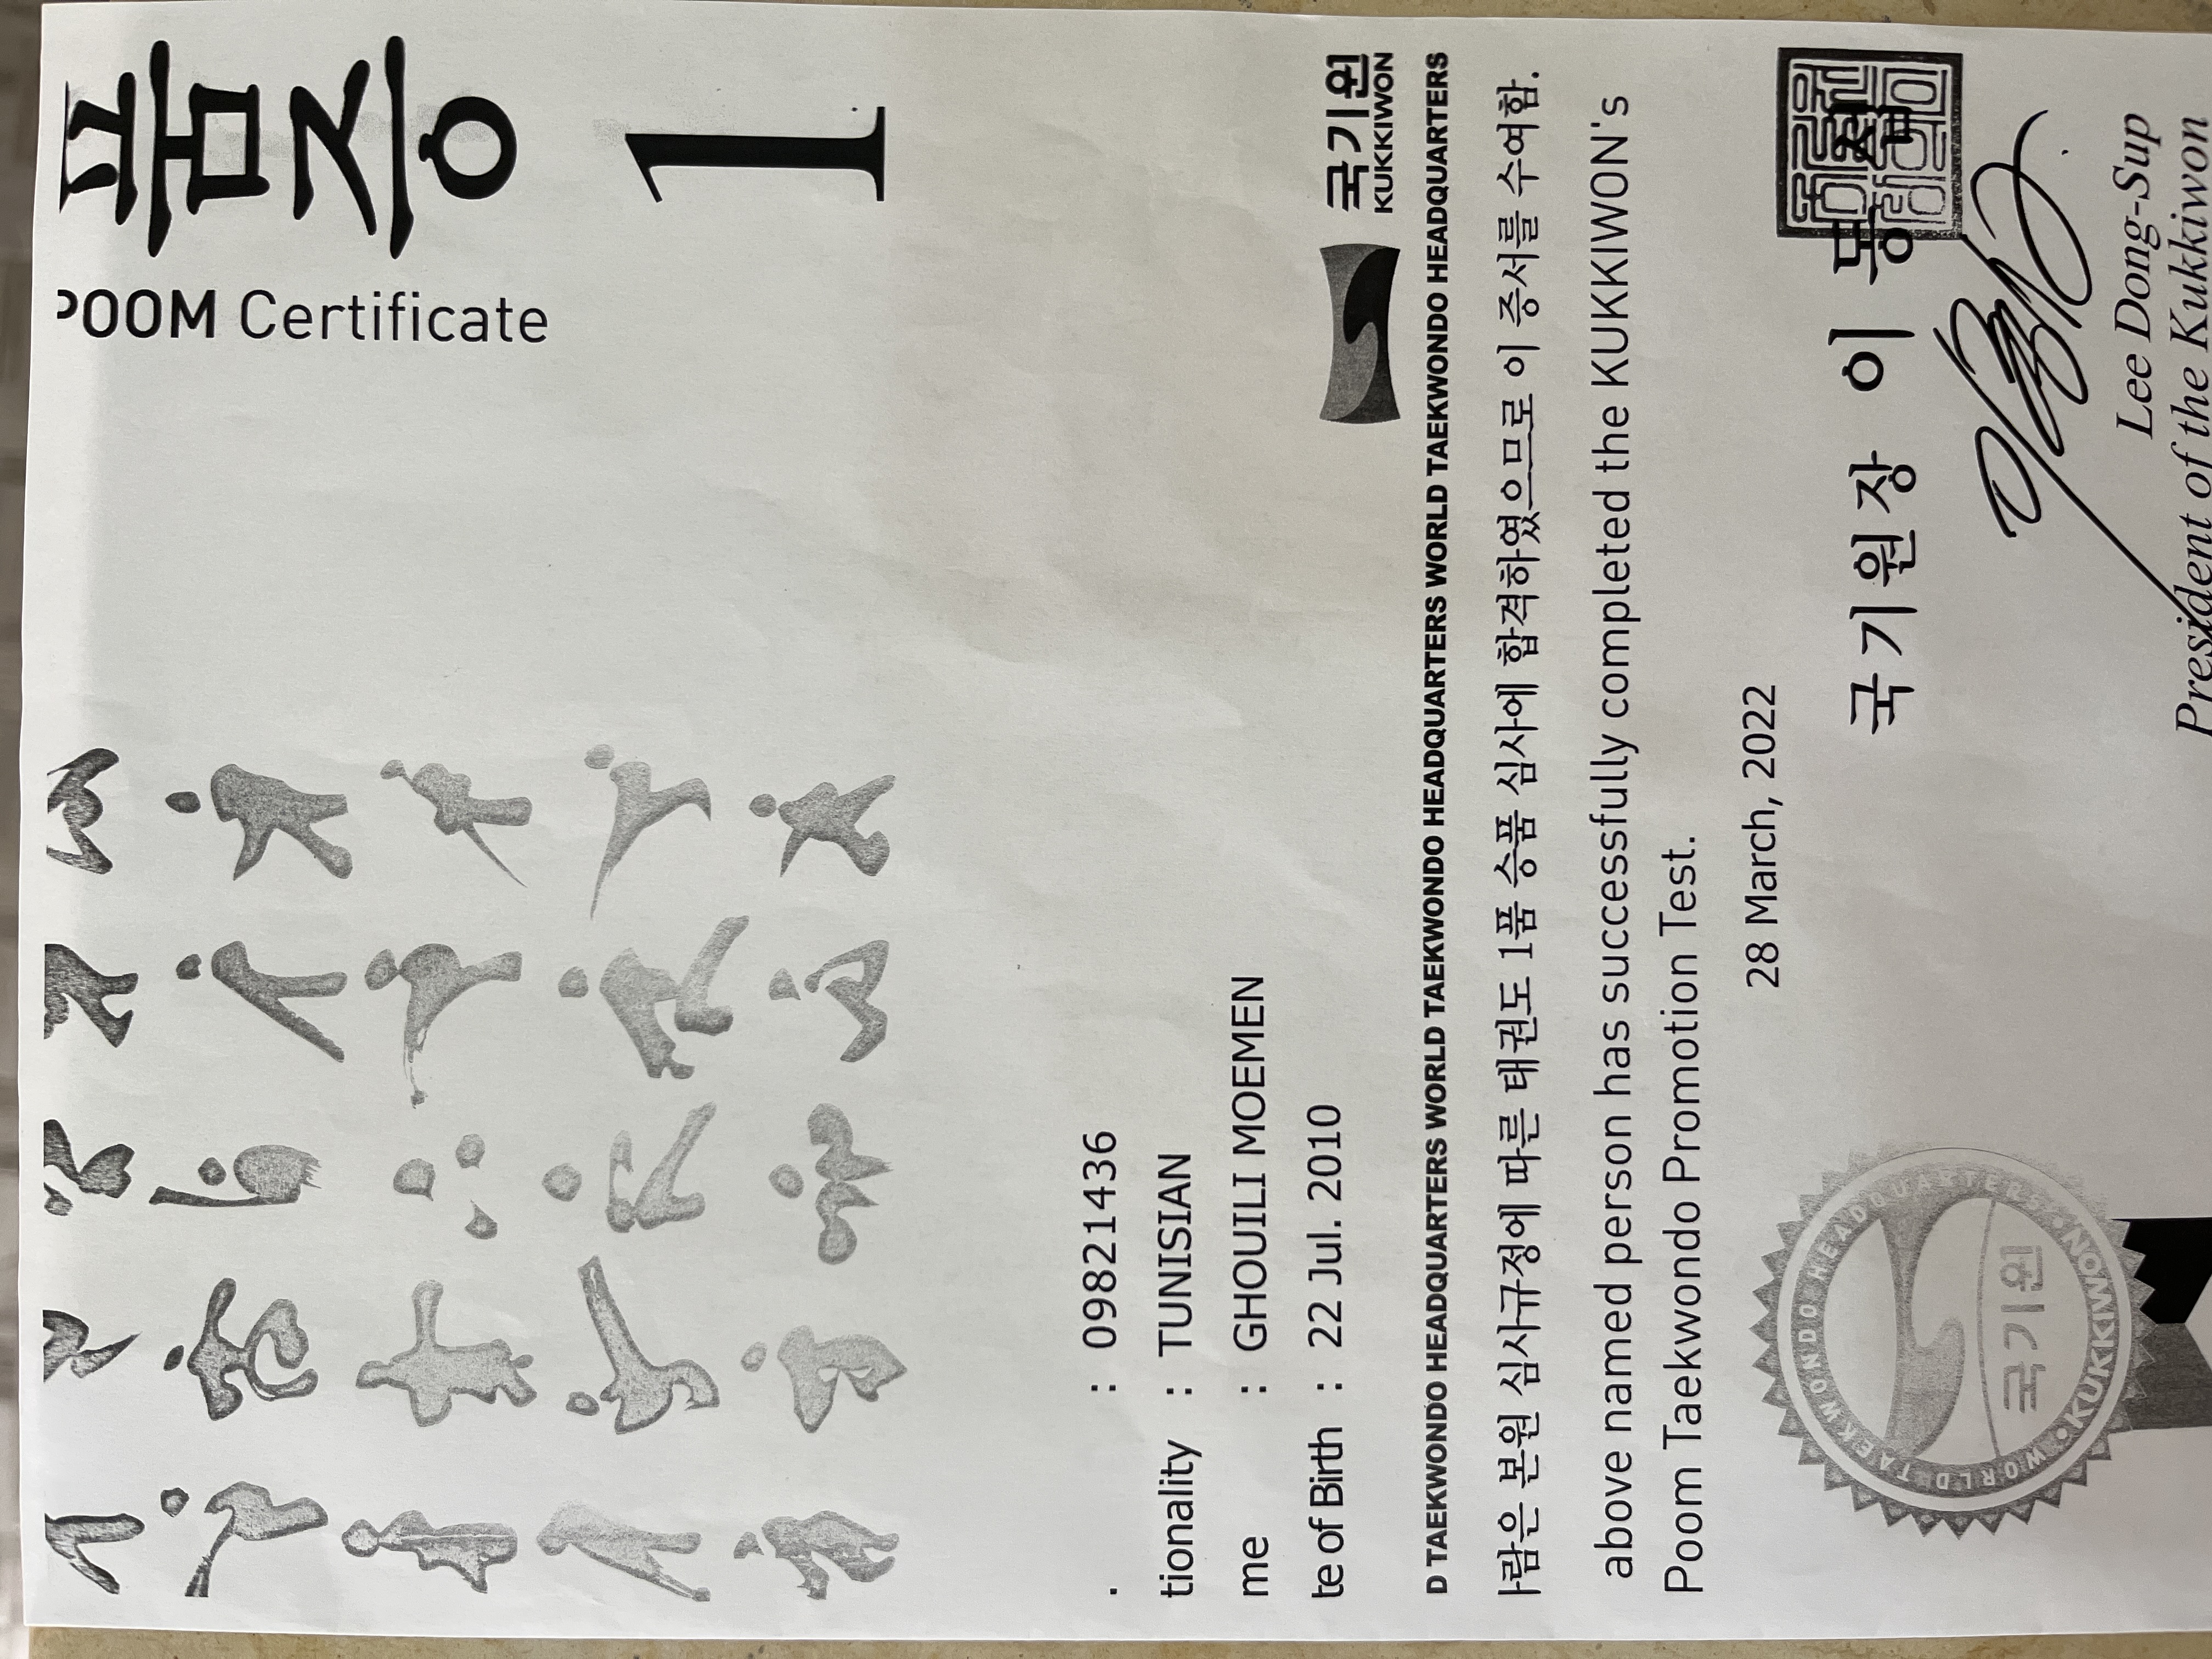 품증
POOM Certificate
1
. : 09821436
tionality : TUNISIAN
me : GHOUILI MOEMEN
te of Birth : 22 Jul. 2010
국기원
KUKKIWON
D TAEKWONDO HEADQUARTERS WORLD TAEKWONDO HEADQUARTERS WORLD TAEKWONDO HEADQUARTERS WORLD TAEKWONDO HEADQUARTERS
람은 본원 심사규정에 따른 태권도 1품 승품 심사에 합격하였으므로 이 증서를 수여함.
above named person has successfully completed the KUKKIWON's
Poom Taekwondo Promotion Test.
28 March, 2022
국기원장 이 동
Lee Dong-Sup
President of the Kukkiwon
WORLD TAEKWONDO HEADQUARTERS • KUKKIWON •
국기원